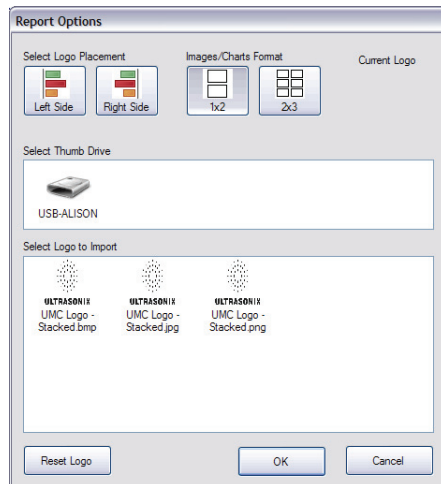 Report Options
Select Logo Placement
Images/Charts Format
Current Logo
Left Side
Right Side
1x2
2x3
Select Thumb Drive
USB-ALISON
Select Logo to Import
ULTRASONIX
ULTRASONIX
ULTRASONIX
UMC Logo -
Stacked.bmp
UMC Logo -
Stacked.jpg
UMC Logo -
Stacked.png
Reset Logo
OK
Cancel